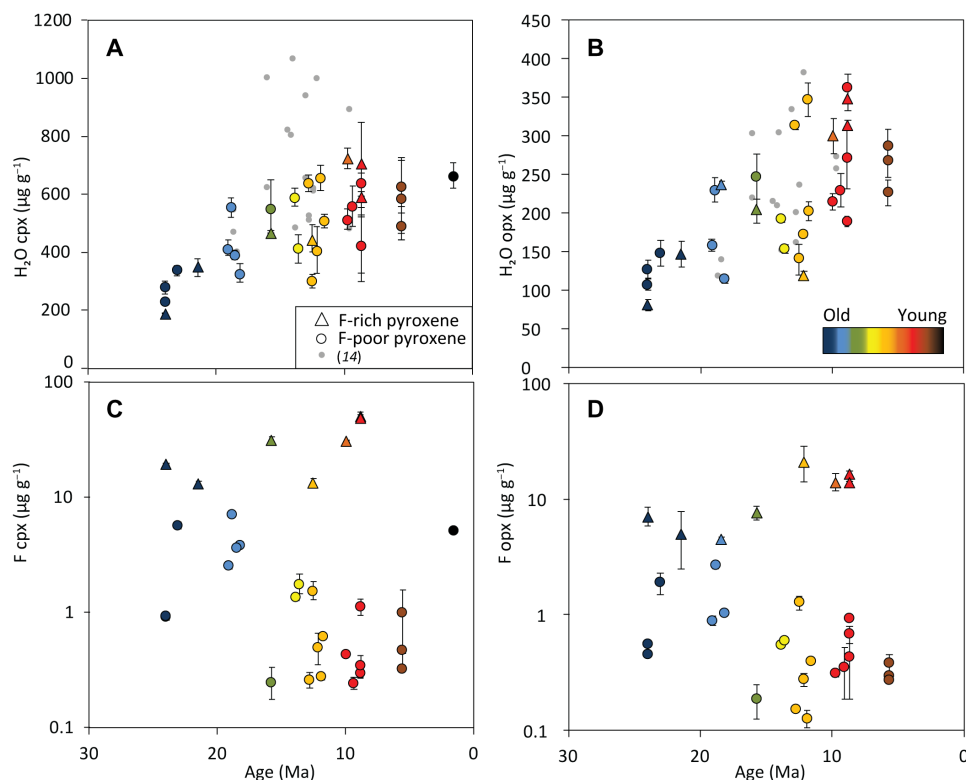 A
H₂O cpx (µg g⁻¹)
1200
1000
800
600
400
200
0
F-rich pyroxene
F-poor pyroxene
(14)
B
H₂O opx (µg g⁻¹)
450
400
350
300
250
200
150
100
50
0
Old Young
C
F cpx (µg g⁻¹)
100
10
1
0.1
30 20 10 0
Age (Ma)
D
F opx (µg g⁻¹)
100
10
1
0.1
30 20 10 0
Age (Ma)